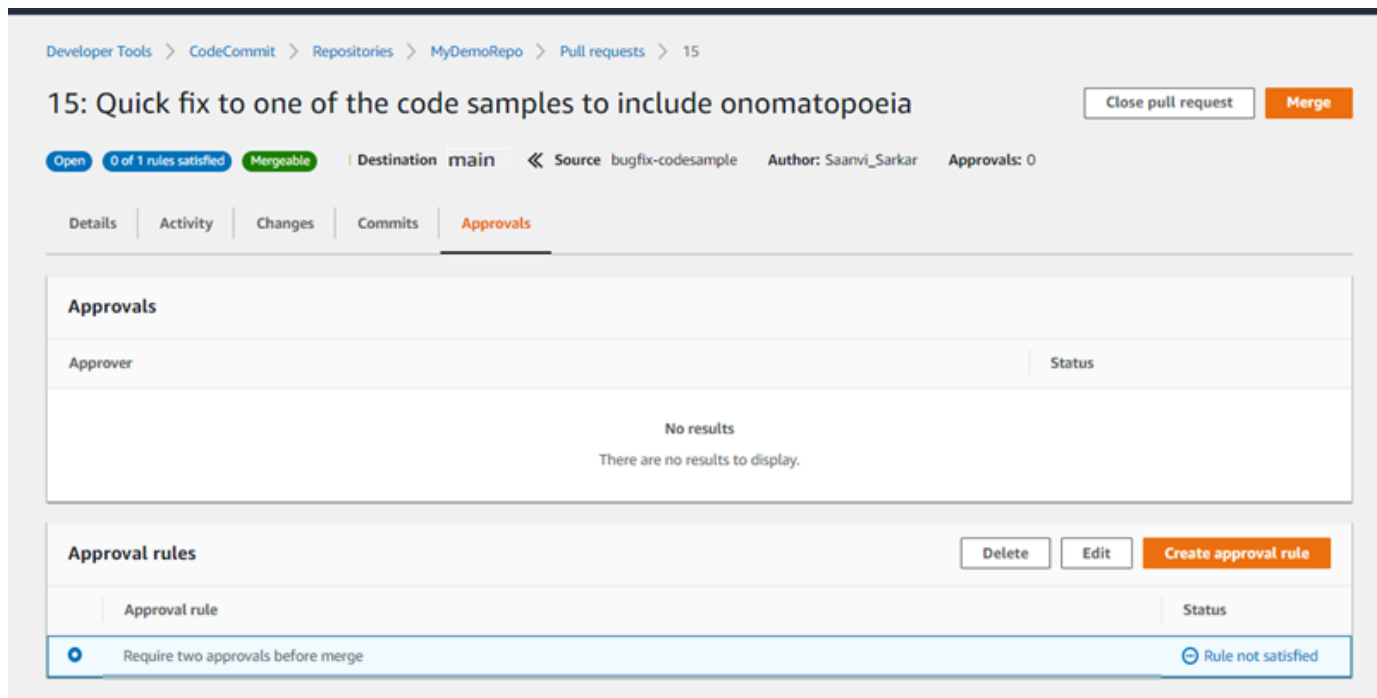 Developer Tools > CodeCommit > Repositories > MyDemoRepo > Pull requests > 15
15: Quick fix to one of the code samples to include onomatopoeia Close pull request Merge
Open 0 of 1 rules satisfied Mergeable Destination main Source bugfix-codesample Author: Saanvi_Sarkar Approvals: 0
Details Activity Changes Commits Approvals
Approvals
Approver Status
No results
There are no results to display.
Approval rules Delete Edit Create approval rule
Approval rule Status
Require two approvals before merge Rule not satisfied